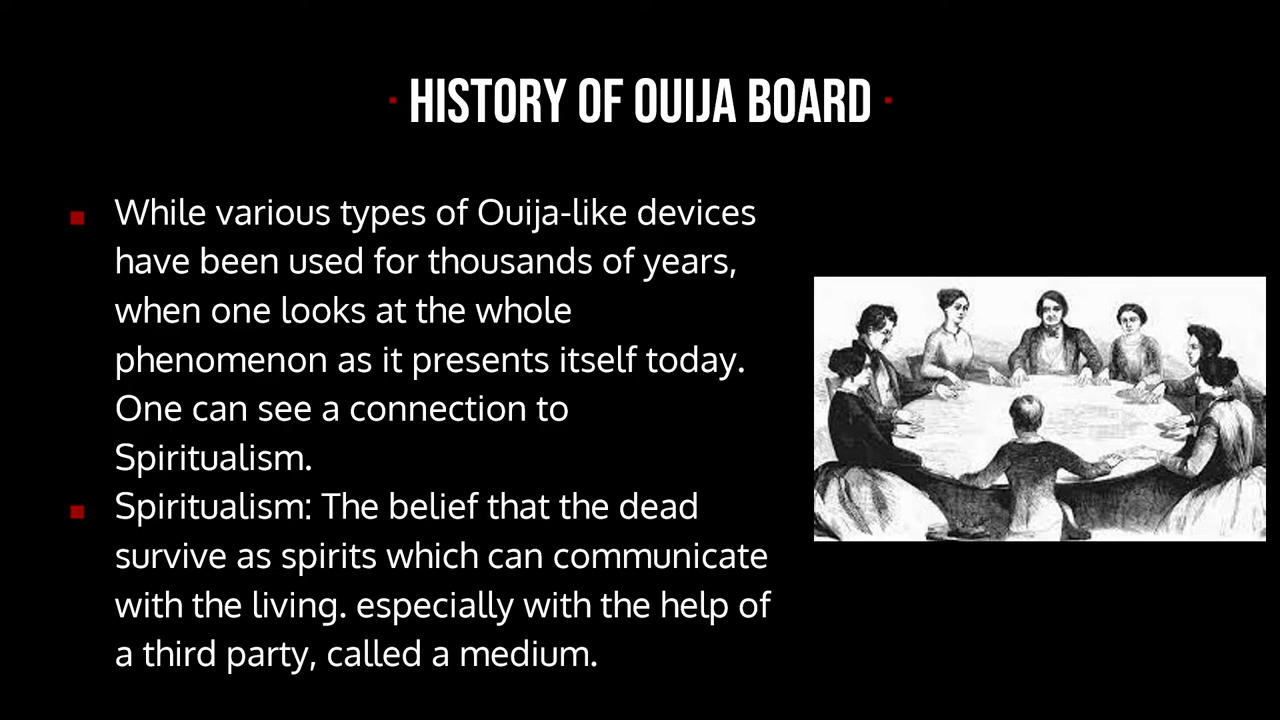 · HISTORY OF OUIJA BOARD ·
▪ While various types of Ouija-like devices
have been used for thousands of years,
when one looks at the whole
phenomenon as it presents itself today.
One can see a connection to
Spiritualism.
▪ Spiritualism: The belief that the dead
survive as spirits which can communicate
with the living. especially with the help of
a third party, called a medium.